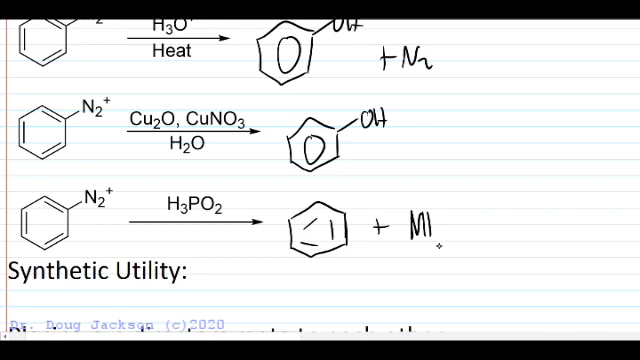 H3O+ OH
Heat + N2
N2+ Cu2O, CuNO3 OH
H2O
N2+ H3PO2 +
Synthetic Utility:
Dr. Doug Jackson (c)2020